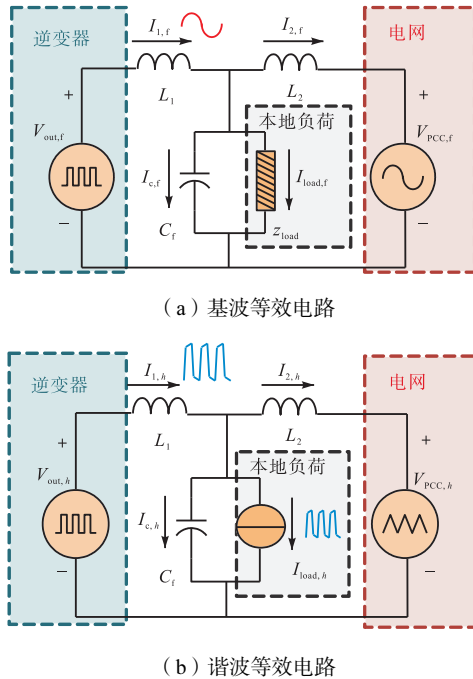 逆变器
I1,f
I2,f
电网
L1
L2
+
+
本地负荷
Vout,f
VPCC,f
Ic,f
Iload,f
−
−
Cf
zload
（a）基波等效电路
逆变器
I1,h
I2,h
电网
L1
L2
+
+
本地负荷
Vout,h
VPCC,h
Ic,h
−
−
Cf
Iload,h
（b）谐波等效电路